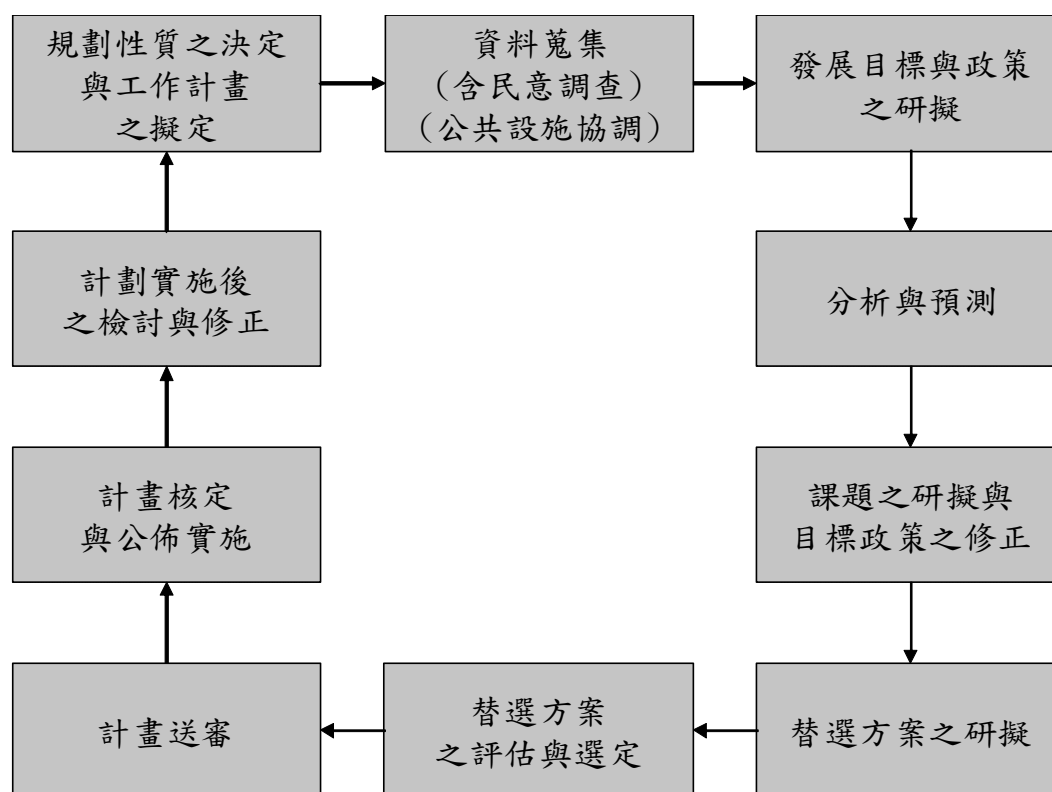 規劃性質之決定
與工作計畫
之擬定
資料蒐集
（含民意調查）
（公共設施協調）
發展目標與政策
之研擬
分析與預測
課題之研擬與
目標政策之修正
替選方案之研擬
替選方案
之評估與選定
計畫送審
計畫核定
與公佈實施
計劃實施後
之檢討與修正